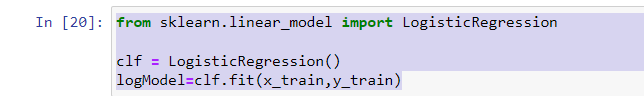 In [20]: from sklearn.linear_model import LogisticRegression
clf = LogisticRegression()
logModel=clf.fit(x_train,y_train)